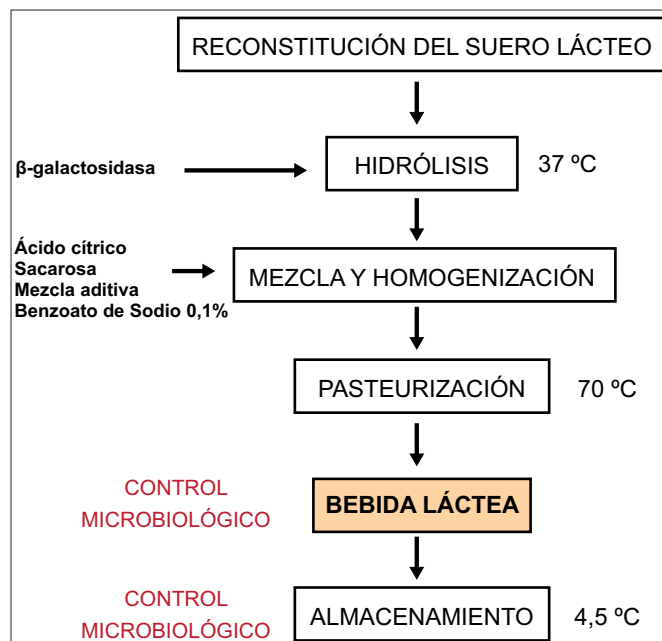 RECONSTITUCIÓN DEL SUERO LÁCTEO
β-galactosidasa
HIDRÓLISIS
37 ºC
Ácido cítrico
Sacarosa
Mezcla aditiva
Benzoato de Sodio 0,1%
MEZCLA Y HOMOGENIZACIÓN
PASTEURIZACIÓN
70 ºC
CONTROL
MICROBIOLÓGICO
BEBIDA LÁCTEA
CONTROL
MICROBIOLÓGICO
ALMACENAMIENTO
4,5 ºC